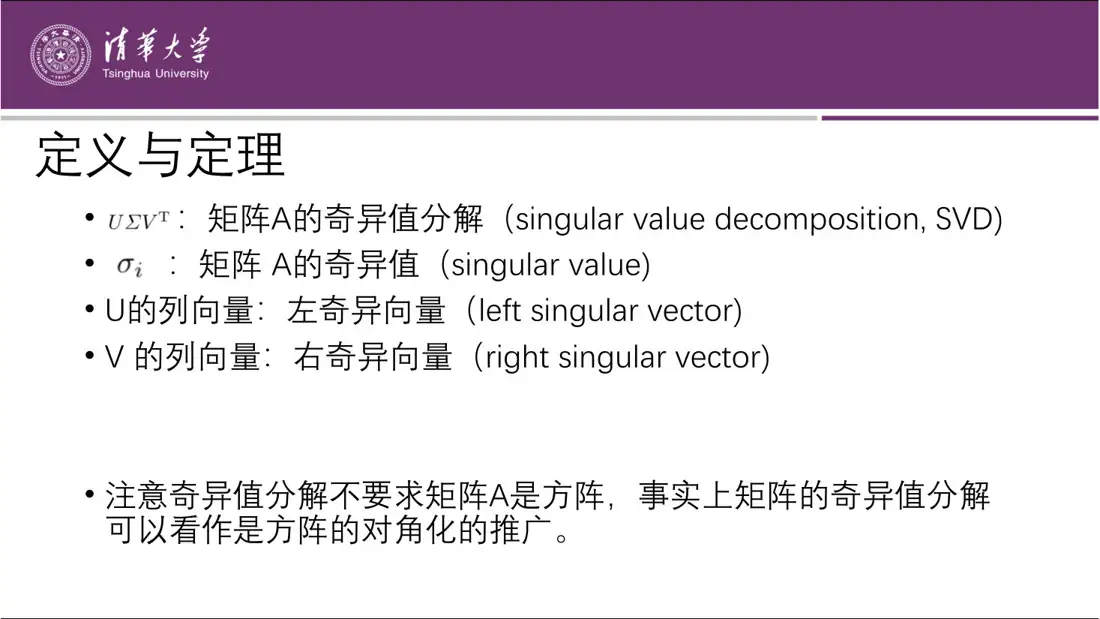 清华大学
Tsinghua University
定义与定理
• UΣVᵀ：矩阵A的奇异值分解（singular value decomposition, SVD)
• σᵢ ：矩阵 A的奇异值（singular value)
• U的列向量：左奇异向量（left singular vector)
• V 的列向量：右奇异向量（right singular vector)
• 注意奇异值分解不要求矩阵A是方阵，事实上矩阵的奇异值分解
可以看作是方阵的对角化的推广。